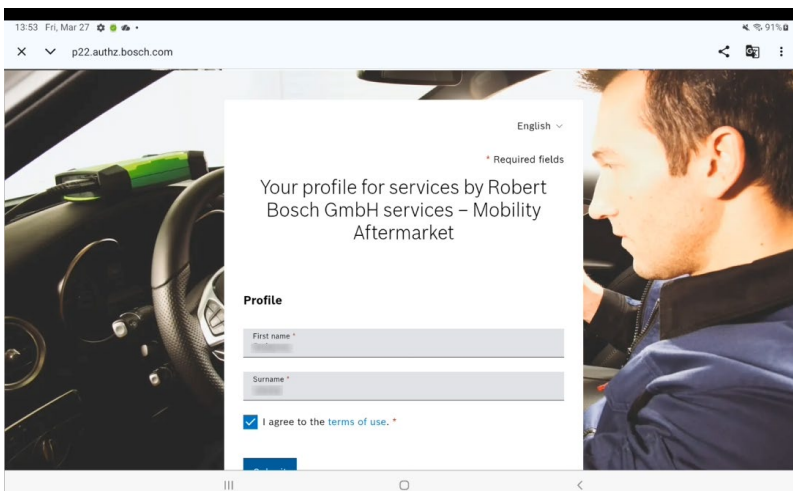 13:53 Fri, Mar 27
91%
p22.authz.bosch.com
English
* Required fields
Your profile for services by Robert
Bosch GmbH services – Mobility
Aftermarket
Profile
First name *
Surname *
I agree to the terms of use. *